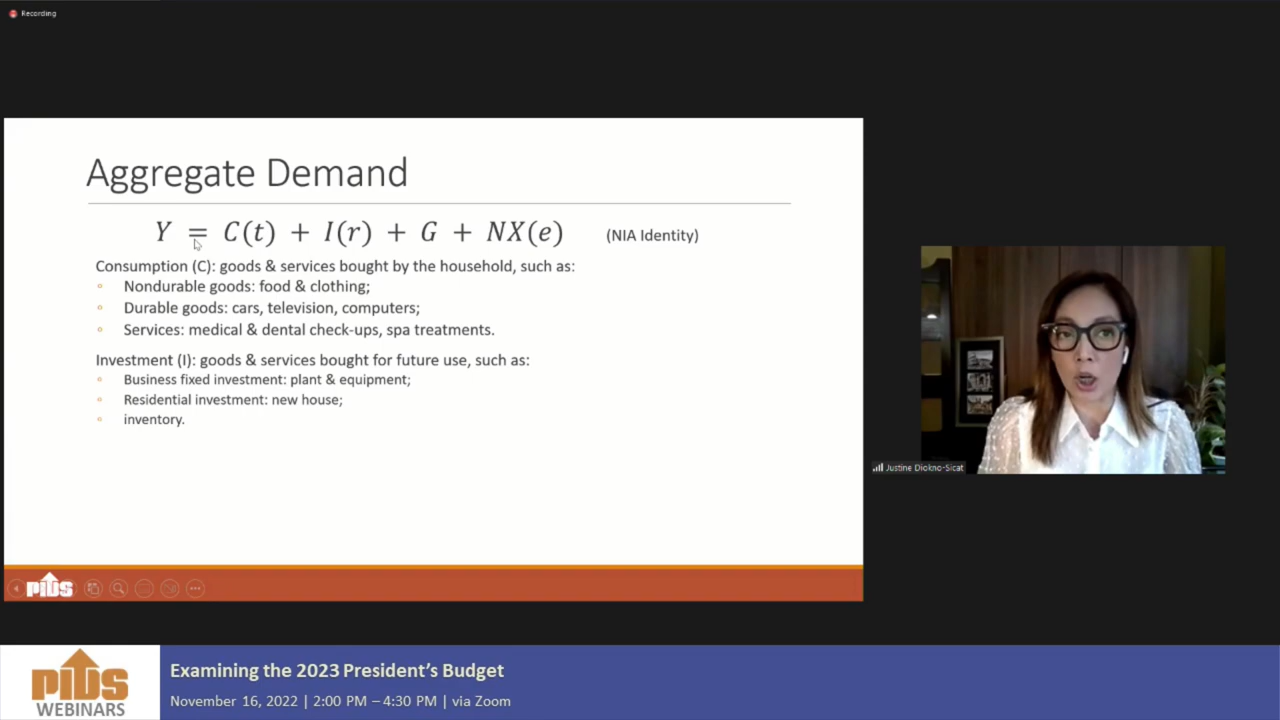 Recording
Aggregate Demand
Y = C(t) + I(r) + G + NX(e) (NIA Identity)
Consumption (C): goods & services bought by the household, such as:
◦ Nondurable goods: food & clothing;
◦ Durable goods: cars, television, computers;
◦ Services: medical & dental check-ups, spa treatments.
Investment (I): goods & services bought for future use, such as:
◦ Business fixed investment: plant & equipment;
◦ Residential investment: new house;
◦ inventory.
Justine Diokno-Sicat
PIDS
PIDS
WEBINARS
Examining the 2023 President’s Budget
November 16, 2022 | 2:00 PM – 4:30 PM | via Zoom